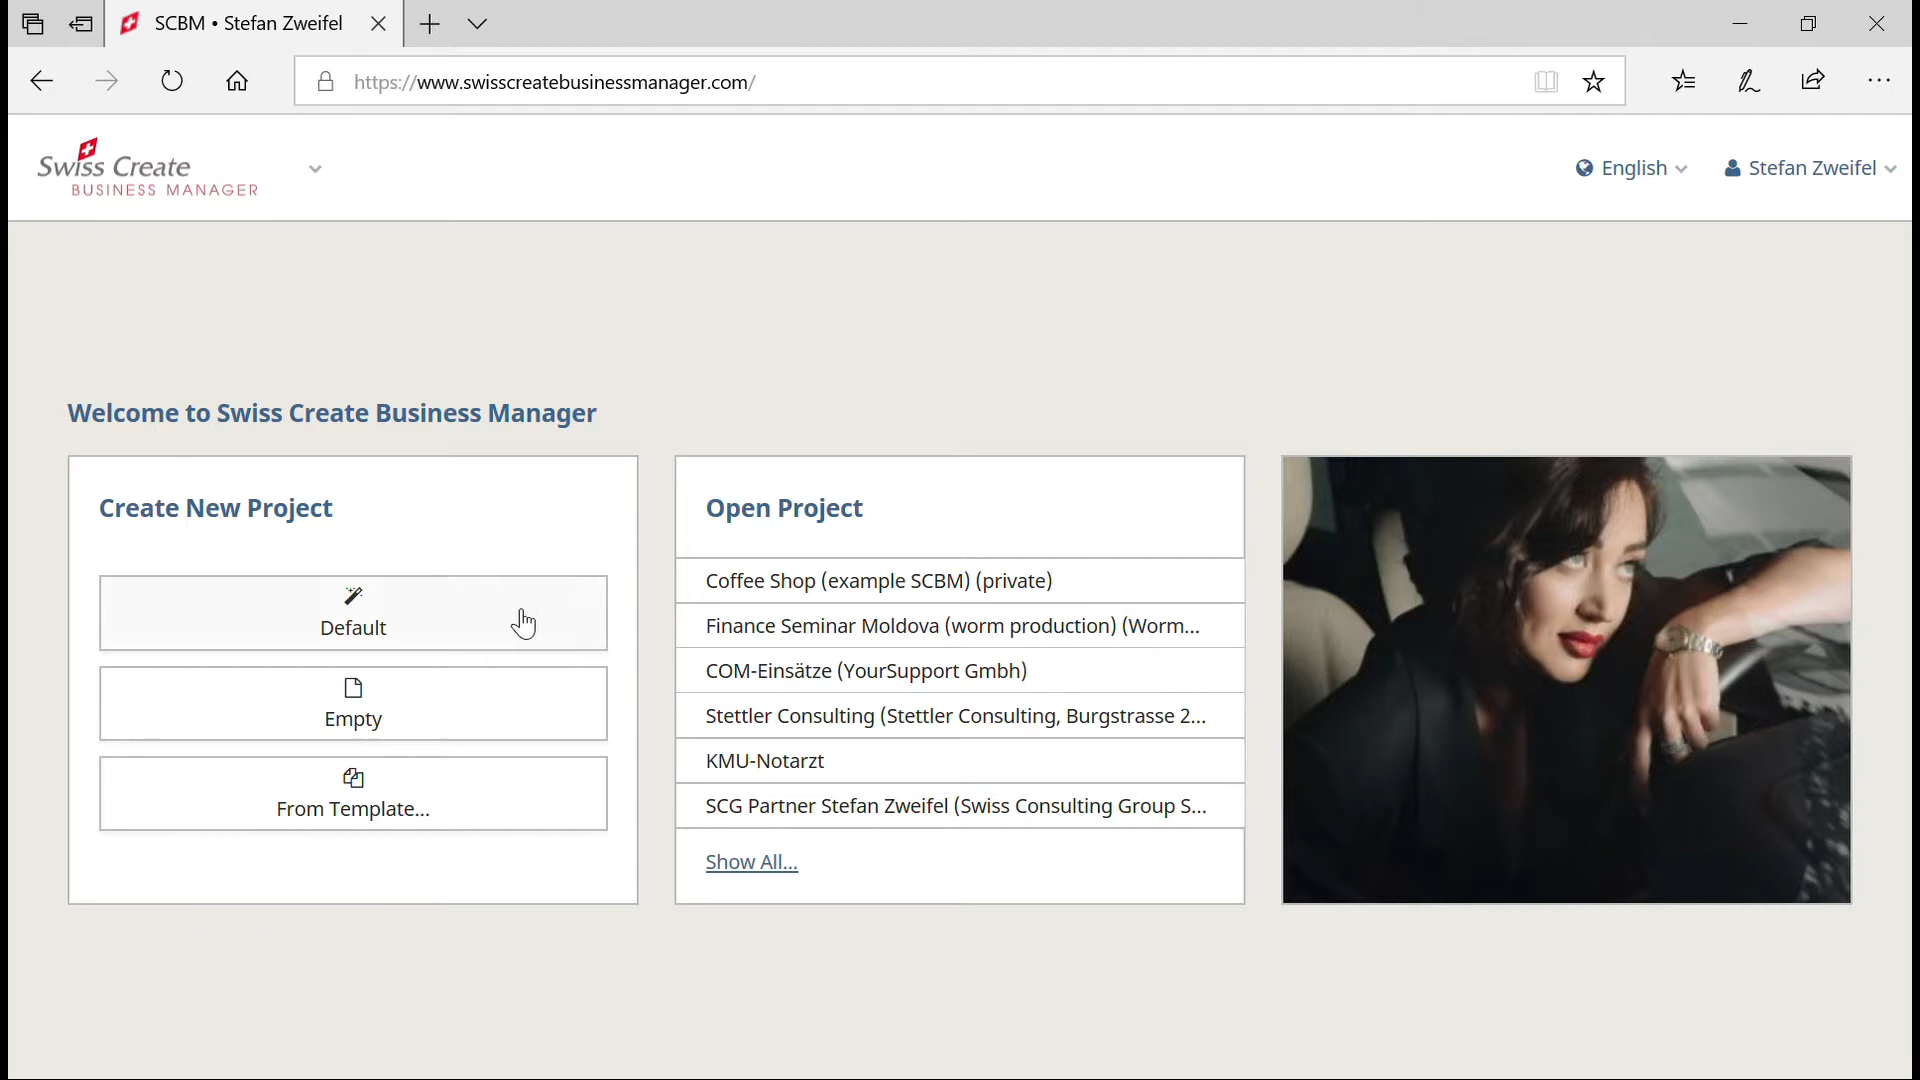 SCBM • Stefan Zweifel
https://www.swisscreatebusinessmanager.com/
Swiss Create
BUSINESS MANAGER
English
Stefan Zweifel
Welcome to Swiss Create Business Manager
Create New Project
Default
Empty
From Template...
Open Project
Coffee Shop (example SCBM) (private)
Finance Seminar Moldova (worm production) (Worm...
COM-Einsätze (YourSupport Gmbh)
Stettler Consulting (Stettler Consulting, Burgstrasse 2...
KMU-Notarzt
SCG Partner Stefan Zweifel (Swiss Consulting Group S...
Show All...